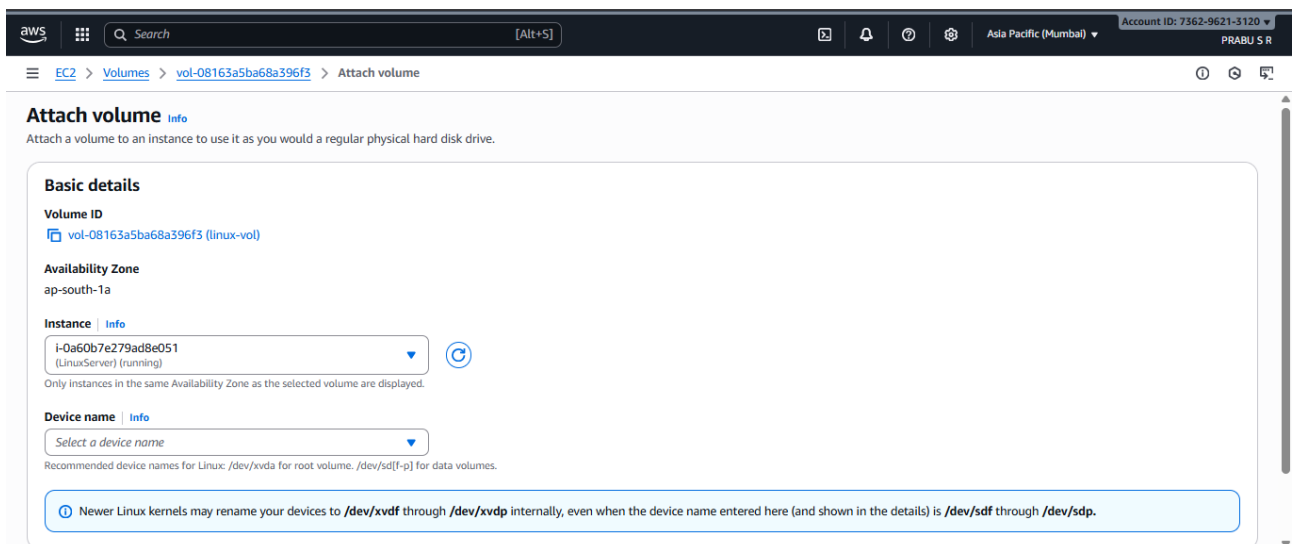 aws Search [Alt+S] Asia Pacific (Mumbai) Account ID: 7362-9621-3120
PRABU S R
EC2 > Volumes > vol-08163a5ba68a396f3 > Attach volume
Attach volume Info
Attach a volume to an instance to use it as you would a regular physical hard disk drive.
Basic details
Volume ID
vol-08163a5ba68a396f3 (linux-vol)
Availability Zone
ap-south-1a
Instance | Info
i-0a60b7e279ad8e051
(LinuxServer) (running)
Only instances in the same Availability Zone as the selected volume are displayed.
Device name | Info
Select a device name
Recommended device names for Linux: /dev/xvda for root volume. /dev/sd[f-p] for data volumes.
Newer Linux kernels may rename your devices to /dev/xvdf through /dev/xvdp internally, even when the device name entered here (and shown in the details) is /dev/sdf through /dev/sdp.